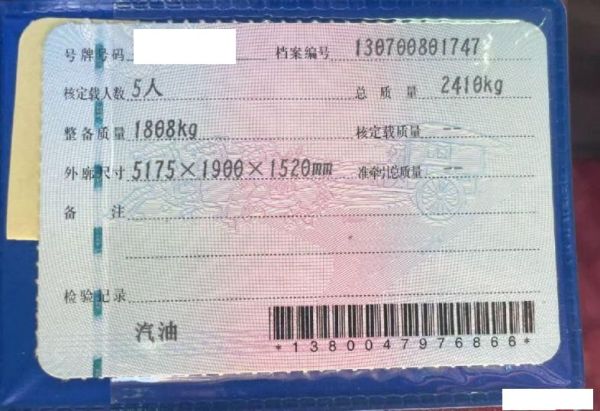 号牌号码 档案编号 130700801747
核定载人数 5人 总质量 2410kg
整备质量 1808kg 核定载质量 --
外廓尺寸 5175×1900×1520mm 准牵引总质量 --
备注
检验记录
汽油
*1380047976866*